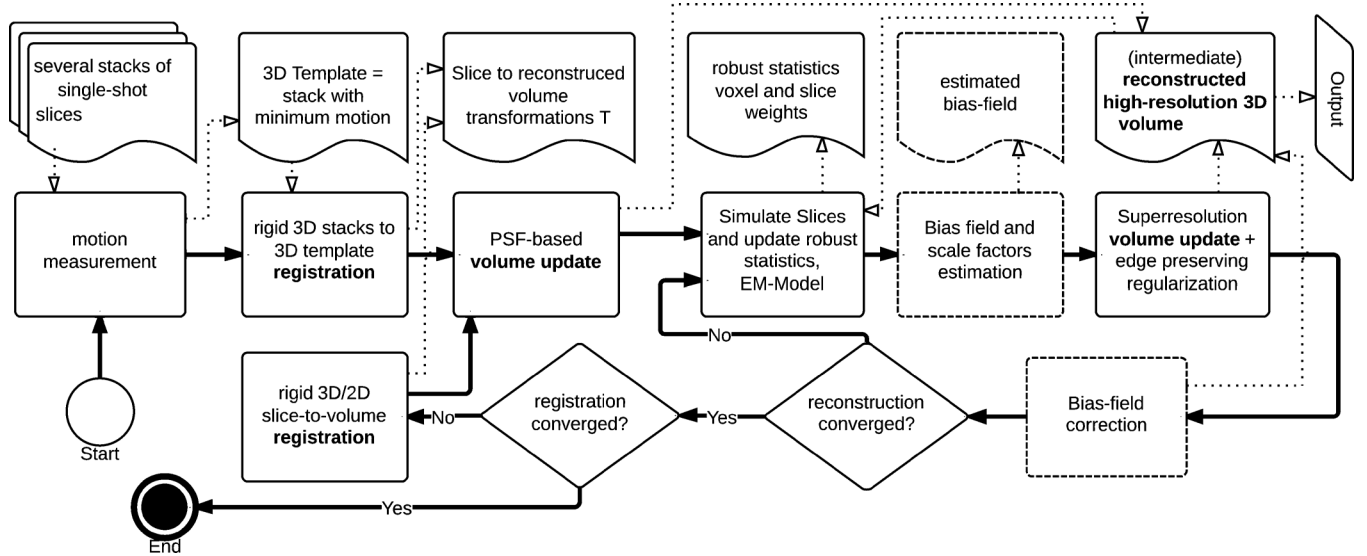 several stacks of
single-shot
slices
3D Template =
stack with
minimum motion
Slice to reconstruced
volume
transformations T
robust statistics
voxel and slice
weights
estimated
bias-field
(intermediate)
reconstructed
high-resolution 3D
volume
Output
motion
measurement
rigid 3D stacks to
3D template
registration
PSF-based
volume update
Simulate Slices
and update robust
statistics,
EM-Model
Bias field and
scale factors
estimation
Superresolution
volume update +
edge preserving
regularization
No
Start
rigid 3D/2D
slice-to-volume
registration
No
registration
converged?
Yes
reconstruction
converged?
Bias-field
correction
Yes
End